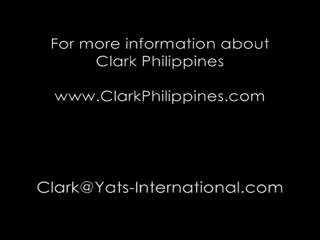 For more information about
Clark Philippines
www.ClarkPhilippines.com
Clark@Yats-International.com